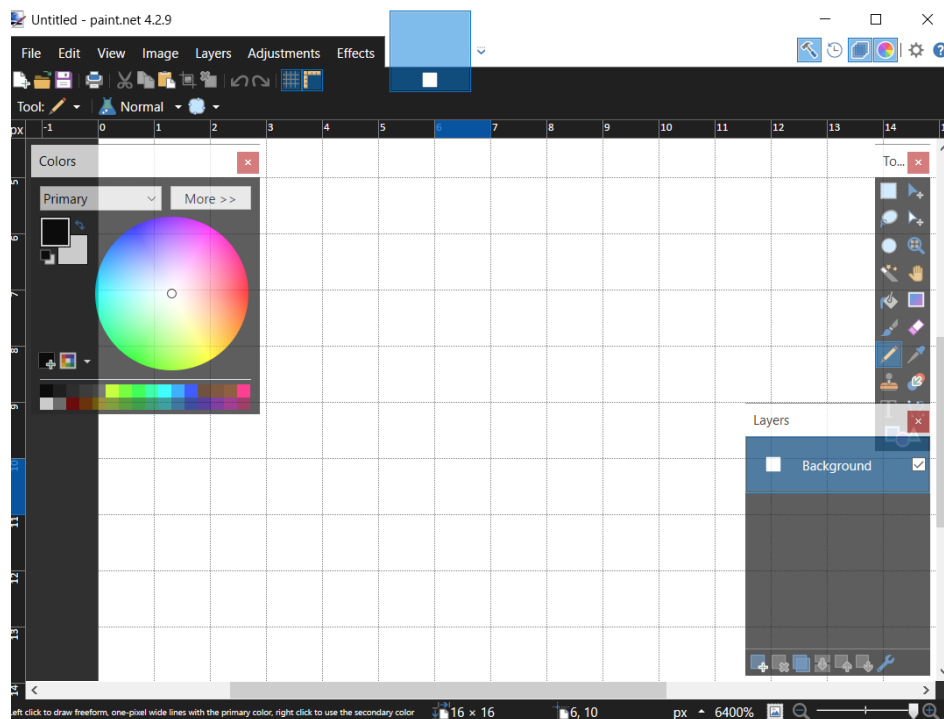 Untitled - paint.net 4.2.9
File Edit View Image Layers Adjustments Effects
Tool: Normal
px -1 0 1 2 3 4 5 6 7 8 9 10 11 12 13 14
Colors
To...
Primary
More >>
5
6
7
8
9
10
11
12
13
14
Layers
Background
Left click to draw freeform, one-pixel wide lines with the primary color, right click to use the secondary color
16 × 16
6, 10
px
6400%